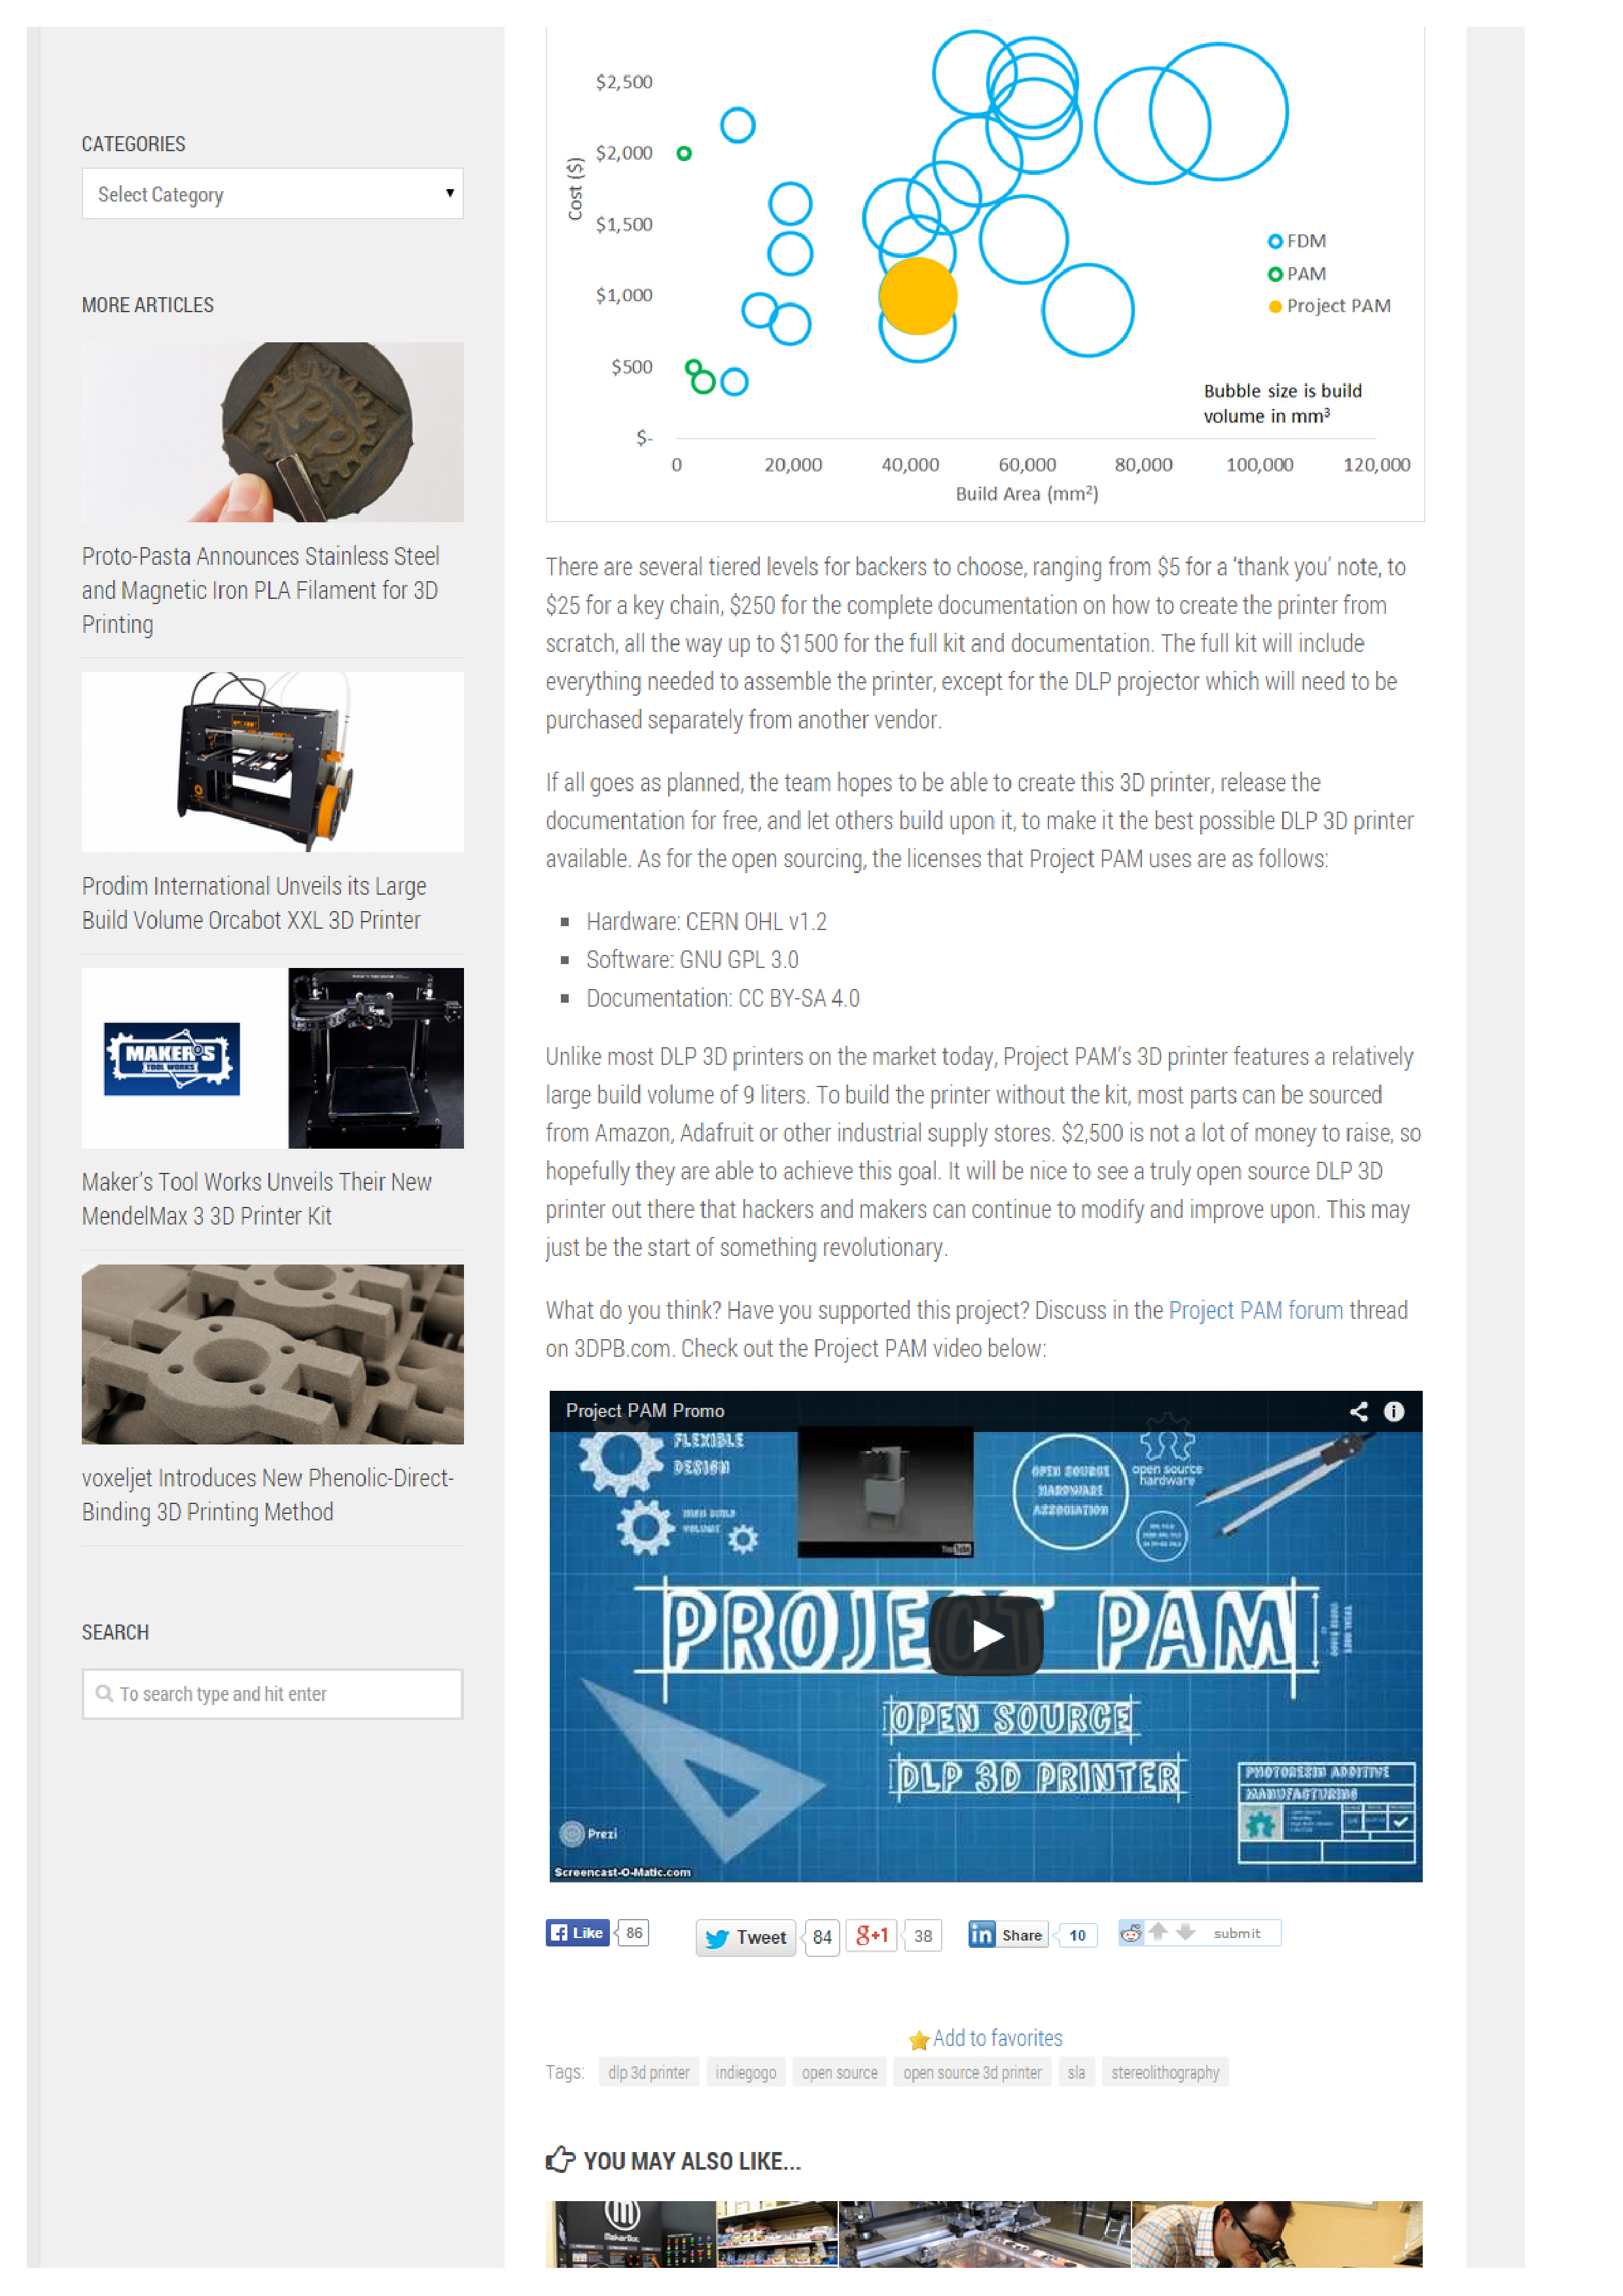 CATEGORIES
Select Category
MORE ARTICLES
Proto-Pasta Announces Stainless Steel
and Magnetic Iron PLA Filament for 3D
Printing
Prodim International Unveils its Large
Build Volume Orcabot XXL 3D Printer
MAKER'S
TOOL WORKS
Maker's Tool Works Unveils Their New
MendelMax 3 3D Printer Kit
voxeljet Introduces New Phenolic-Direct-
Binding 3D Printing Method
SEARCH
To search type and hit enter
Cost ($)
$2,500
$2,000
$1,500
$1,000
$500
$-
0 20,000 40,000 60,000 80,000 100,000 120,000
Build Area (mm²)
FDM
PAM
Project PAM
Bubble size is build
volume in mm³
There are several tiered levels for backers to choose, ranging from $5 for a ‘thank you’ note, to
$25 for a key chain, $250 for the complete documentation on how to create the printer from
scratch, all the way up to $1500 for the full kit and documentation. The full kit will include
everything needed to assemble the printer, except for the DLP projector which will need to be
purchased separately from another vendor.
If all goes as planned, the team hopes to be able to create this 3D printer, release the
documentation for free, and let others build upon it, to make it the best possible DLP 3D printer
available. As for the open sourcing, the licenses that Project PAM uses are as follows:
Hardware: CERN OHL v1.2
Software: GNU GPL 3.0
Documentation: CC BY-SA 4.0
Unlike most DLP 3D printers on the market today, Project PAM’s 3D printer features a relatively
large build volume of 9 liters. To build the printer without the kit, most parts can be sourced
from Amazon, Adafruit or other industrial supply stores. $2,500 is not a lot of money to raise, so
hopefully they are able to achieve this goal. It will be nice to see a truly open source DLP 3D
printer out there that hackers and makers can continue to modify and improve upon. This may
just be the start of something revolutionary.
What do you think? Have you supported this project? Discuss in the Project PAM forum thread
on 3DPB.com. Check out the Project PAM video below:
Project PAM Promo
FLEXIBLE
DESIGN
HIGH BUILD
VOLUME
YouTube
OPEN SOURCE
HARDWARE
ASSOCIATION
open source
hardware
PROJECT PAM
OPEN SOURCE
DLP 3D PRINTER
PHOTORESIN ADDITIVE
MANUFACTURING
Prezi
Screencast-O-Matic.com
Like 86
Tweet 84
g+1 38
in Share 10
submit
Add to favorites
Tags: dlp 3d printer indiegogo open source open source 3d printer sla stereolithography
YOU MAY ALSO LIKE...
MakerBot